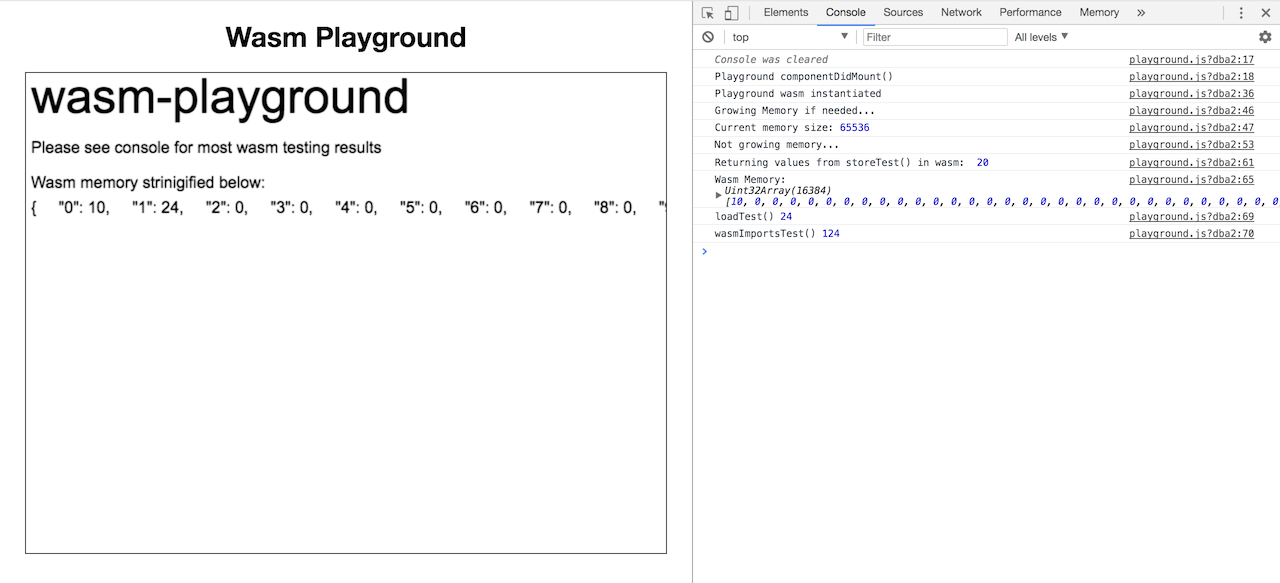 Wasm Playground
wasm-playground
Please see console for most wasm testing results
Wasm memory strinigified below:
{ "0": 10, "1": 24, "2": 0, "3": 0, "4": 0, "5": 0, "6": 0, "7": 0, "8": 0,
Elements Console Sources Network Performance Memory »
top Filter All levels
Console was cleared playground.js?dba2:17
Playground componentDidMount() playground.js?dba2:18
Playground wasm instantiated playground.js?dba2:36
Growing Memory if needed... playground.js?dba2:46
Current memory size: 65536 playground.js?dba2:47
Not growing memory... playground.js?dba2:53
Returning values from storeTest() in wasm: 20 playground.js?dba2:61
Wasm Memory: playground.js?dba2:65
Uint32Array(16384)
[10, 0, 0, 0, 0, 0, 0, 0, 0, 0, 0, 0, 0, 0, 0, 0, 0, 0, 0, 0, 0, 0, 0, 0, 0, 0, 0, 0, 0, 0, 0
loadTest() 24 playground.js?dba2:69
wasmImportsTest() 124 playground.js?dba2:70
>